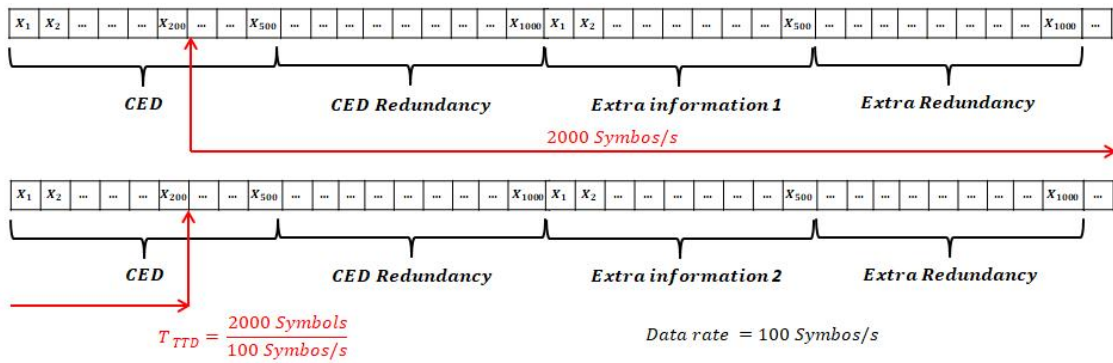 X₁ X₂ ... ... ... X₂₀₀ ... ... X₅₀₀ ... ... ... ... ... ... ... ... X₁₀₀₀ X₁ X₂ ... ... ... ... ... ... X₅₀₀ ... ... ... ... ... ... ... ... X₁₀₀₀ ...
CED CED Redundancy Extra information 1 Extra Redundancy
2000 Symbos/s
X₁ X₂ ... ... ... X₂₀₀ ... ... X₅₀₀ ... ... ... ... ... ... ... ... X₁₀₀₀ X₁ X₂ ... ... ... ... ... ... X₅₀₀ ... ... ... ... ... ... ... ... X₁₀₀₀ ...
CED CED Redundancy Extra information 2 Extra Redundancy
T_TTD = 2000 Symbols / 100 Symbos/s Data rate = 100 Symbos/s